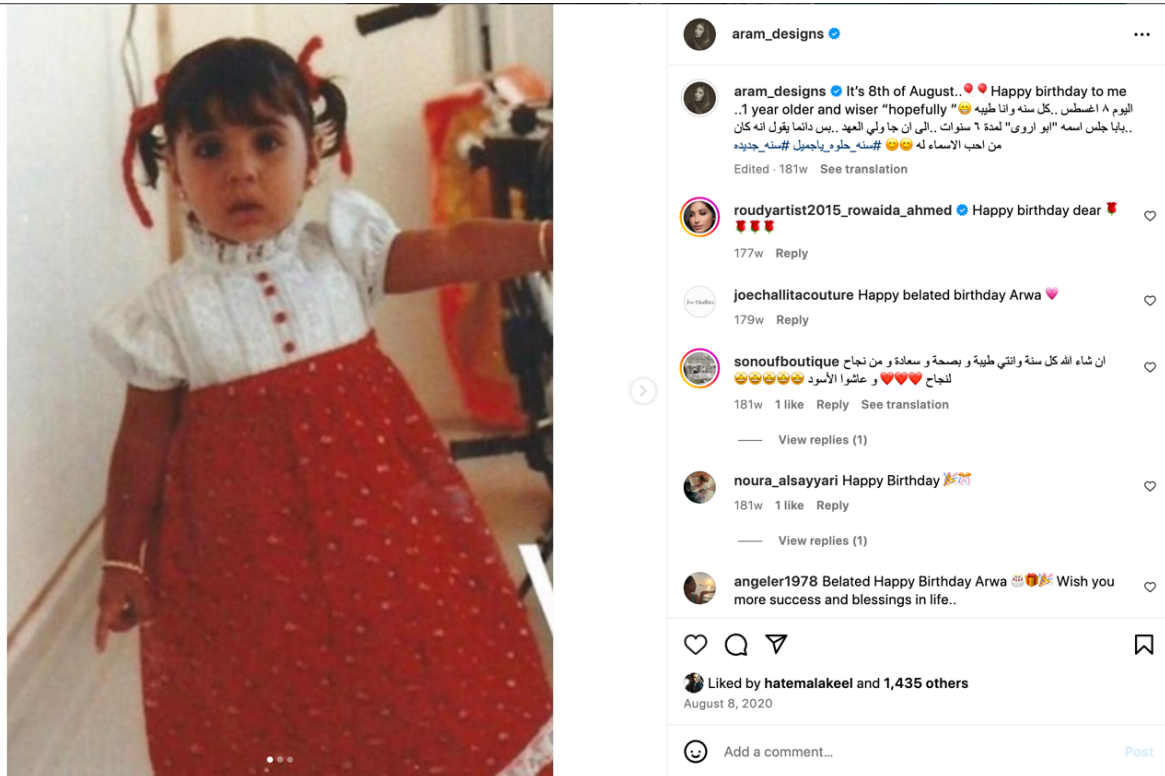 aram_designs
aram_designs It's 8th of August..🎈🎈Happy birthday to me
..1 year older and wiser “hopefully ”😁 اليوم ٨ اغسطس ..كل سنه وانا طيبه
..بابا جلس اسمه "ابو اروى" لمدة ٦ سنوات ..الى ان جا ولي العهد ..بس دائما يقول انه كان
من احب الاسماء له 😊😊 #سنه_حلوه_ياجميل #سنه_جديده
Edited · 181w See translation
roudyartist2015_rowaida_ahmed Happy birthday dear 🌹
🌹🌹🌹
177w Reply
Joe Challita
joechallitacouture Happy belated birthday Arwa 💗
179w Reply
sonoufboutique ان شاء الله كل سنة وانتي طيبة و بصحة و سعادة و من نجاح
لنجاح ❤️❤️❤️ و عاشوا الأسود 🤩🤩🤩🤩🤩
181w 1 like Reply See translation
View replies (1)
noura_alsayyari Happy Birthday 🎉🎊
181w 1 like Reply
View replies (1)
angeler1978 Belated Happy Birthday Arwa 🎂🎁🎉 Wish you
more success and blessings in life..
Liked by hatemalakeel and 1,435 others
August 8, 2020
Add a comment...
Post